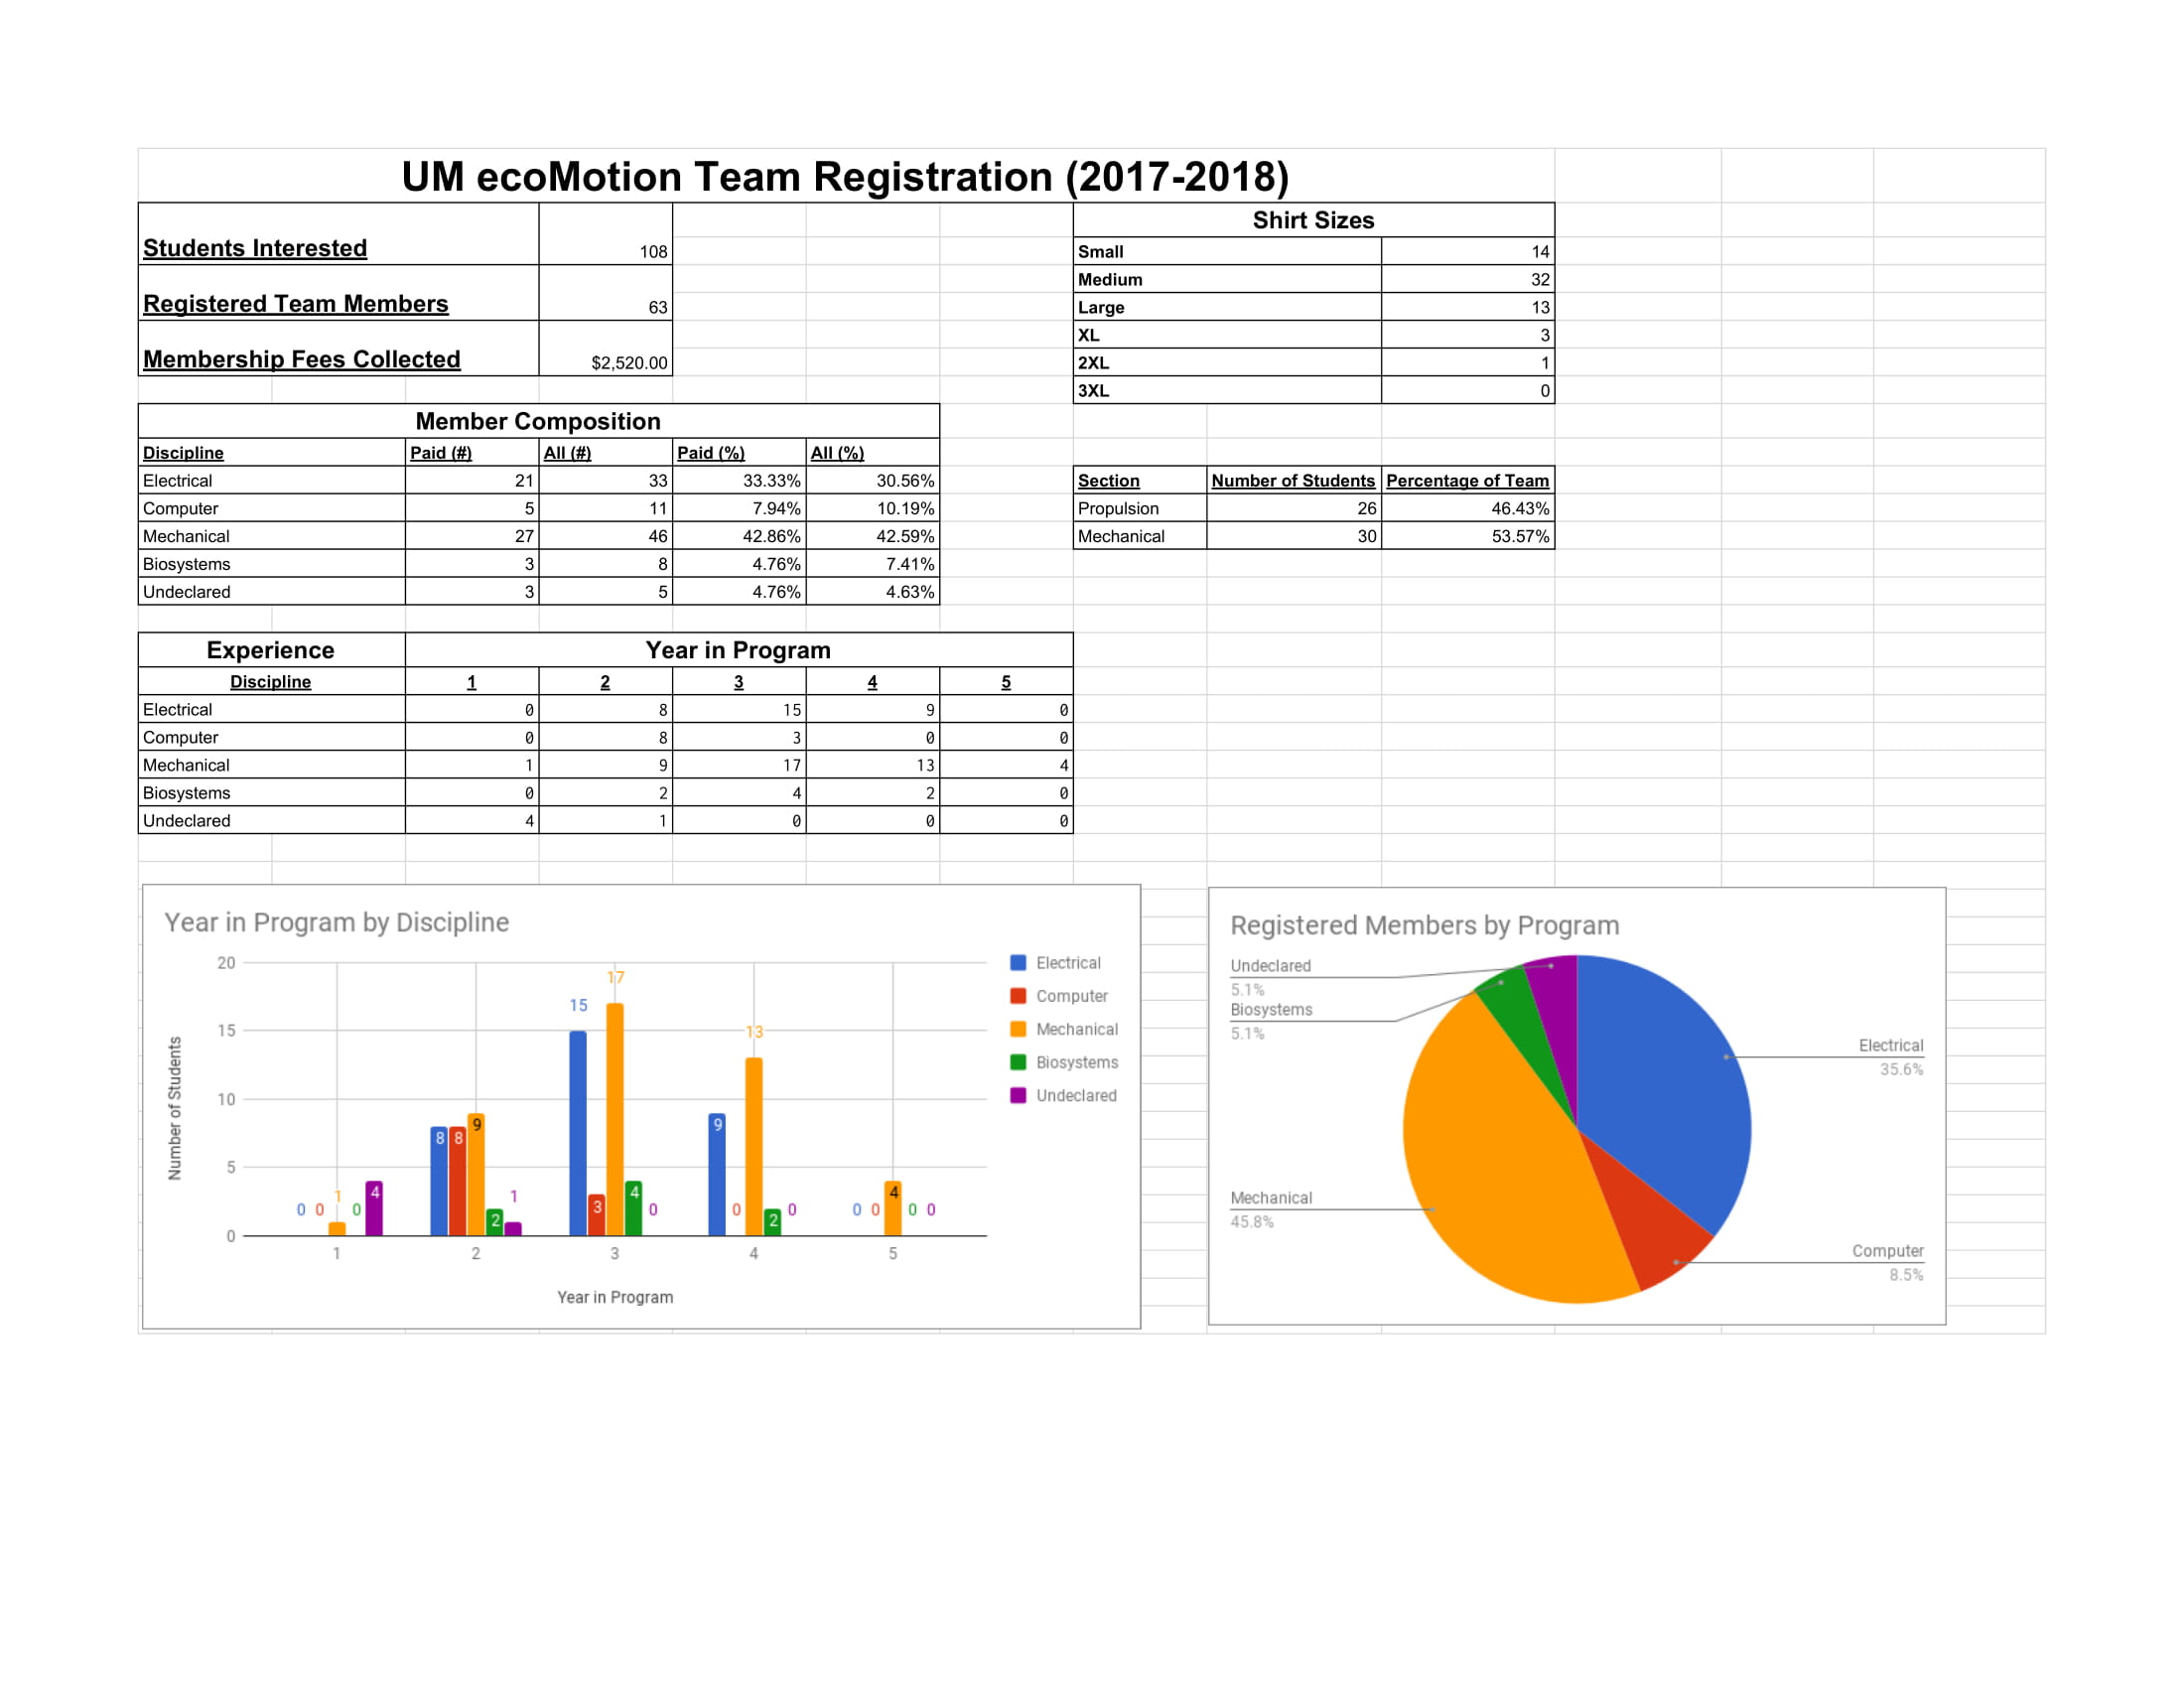 UM ecoMotion Team Registration (2017-2018)
Students Interested 108
Registered Team Members 63
Membership Fees Collected $2,520.00
Shirt Sizes
Small 14
Medium 32
Large 13
XL 3
2XL 1
3XL 0
Member Composition
Discipline Paid (#) All (#) Paid (%) All (%)
Electrical 21 33 33.33% 30.56%
Computer 5 11 7.94% 10.19%
Mechanical 27 46 42.86% 42.59%
Biosystems 3 8 4.76% 7.41%
Undeclared 3 5 4.76% 4.63%
Section Number of Students Percentage of Team
Propulsion 26 46.43%
Mechanical 30 53.57%
Experience Year in Program
Discipline 1 2 3 4 5
Electrical 0 8 15 9 0
Computer 0 8 3 0 0
Mechanical 1 9 17 13 4
Biosystems 0 2 4 2 0
Undeclared 4 1 0 0 0
Year in Program by Discipline
Number of Students
20
15
10
5
0
0 0 1 0 4
8 8 9 2 1
15 3 17 4 0
9 0 13 2 0
0 0 4 0 0
1 2 3 4 5
Year in Program
Electrical
Computer
Mechanical
Biosystems
Undeclared
Registered Members by Program
Undeclared
5.1%
Biosystems
5.1%
Electrical
35.6%
Mechanical
45.8%
Computer
8.5%